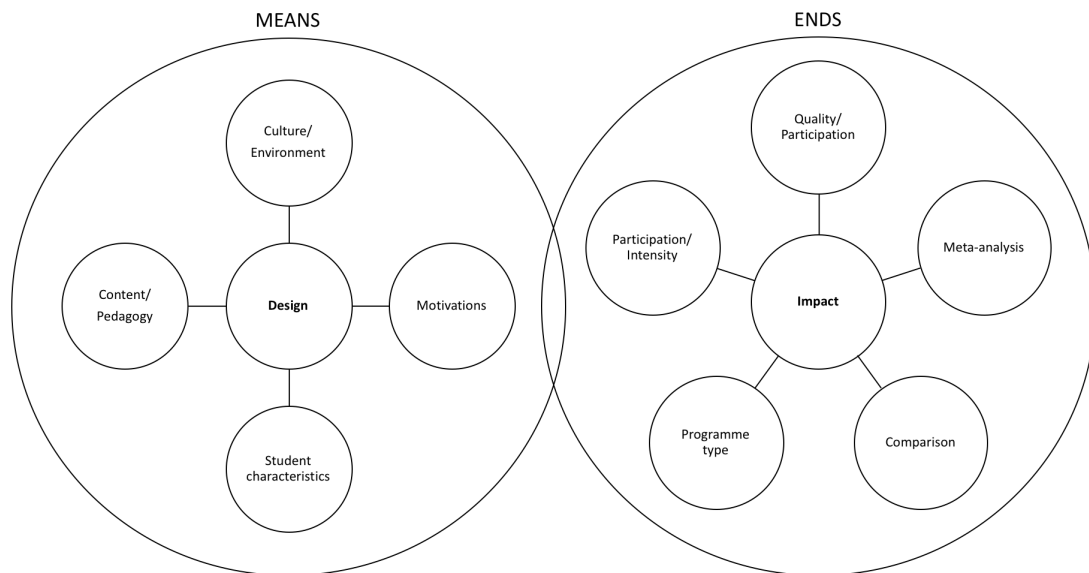 MEANS
Culture/
Environment
Content/
Pedagogy
Design
Motivations
Student
characteristics
ENDS
Quality/
Participation
Participation/
Intensity
Meta-analysis
Impact
Programme
type
Comparison